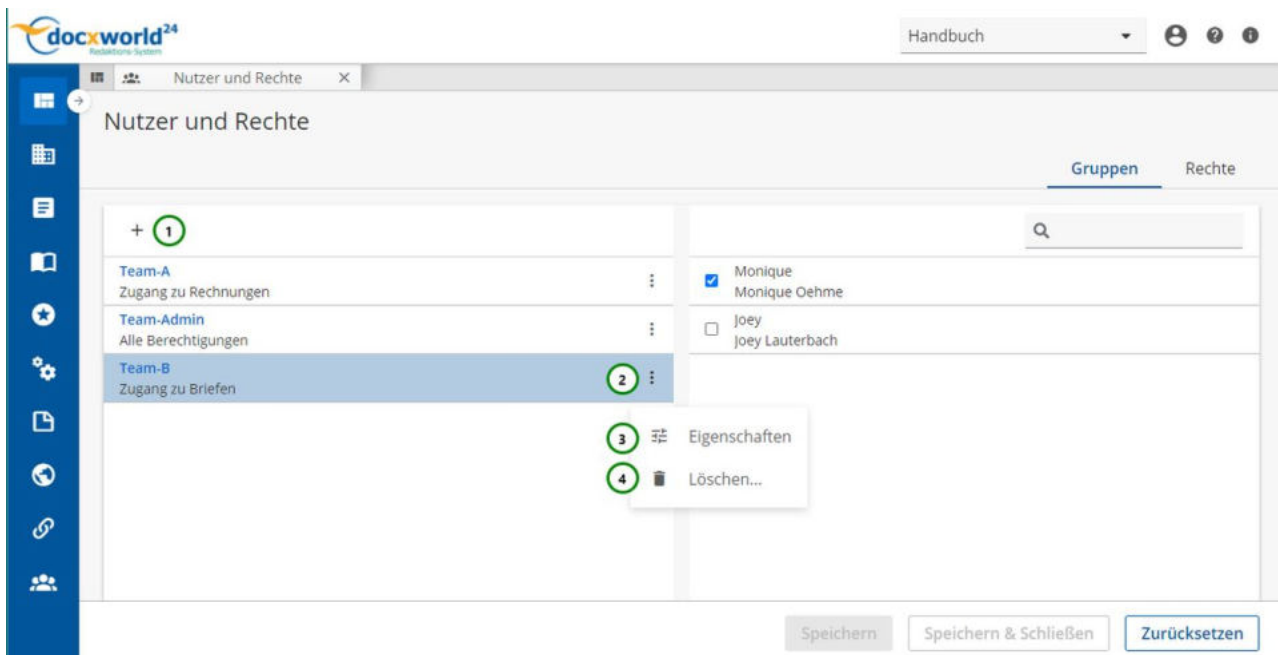 docxworld24
Redaktions-System
Handbuch
Nutzer und Rechte
Nutzer und Rechte
Gruppen Rechte
+ 1
Team-A
Zugang zu Rechnungen
Monique
Monique Oehme
Team-Admin
Alle Berechtigungen
Joey
Joey Lauterbach
Team-B
Zugang zu Briefen
2
3 Eigenschaften
4 Löschen...
Speichern Speichern & Schließen Zurücksetzen